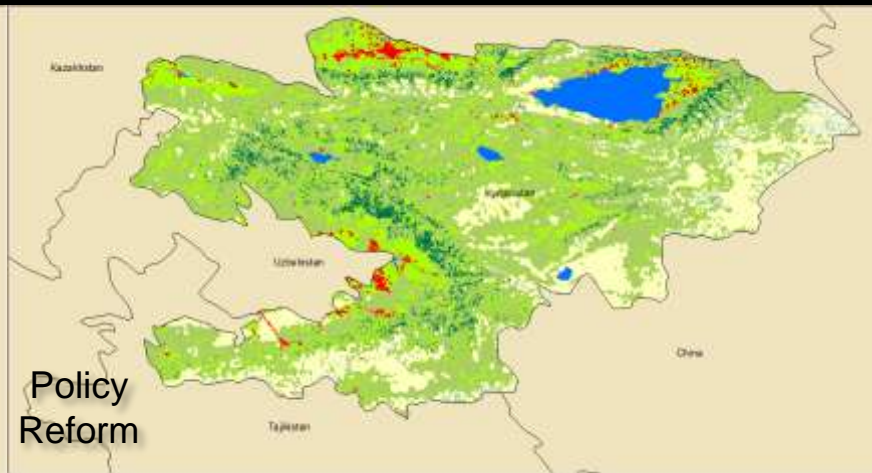 Kazakhstan
Kyrgyzstan
Uzbekistan
China
Policy
Reform
Tajikistan